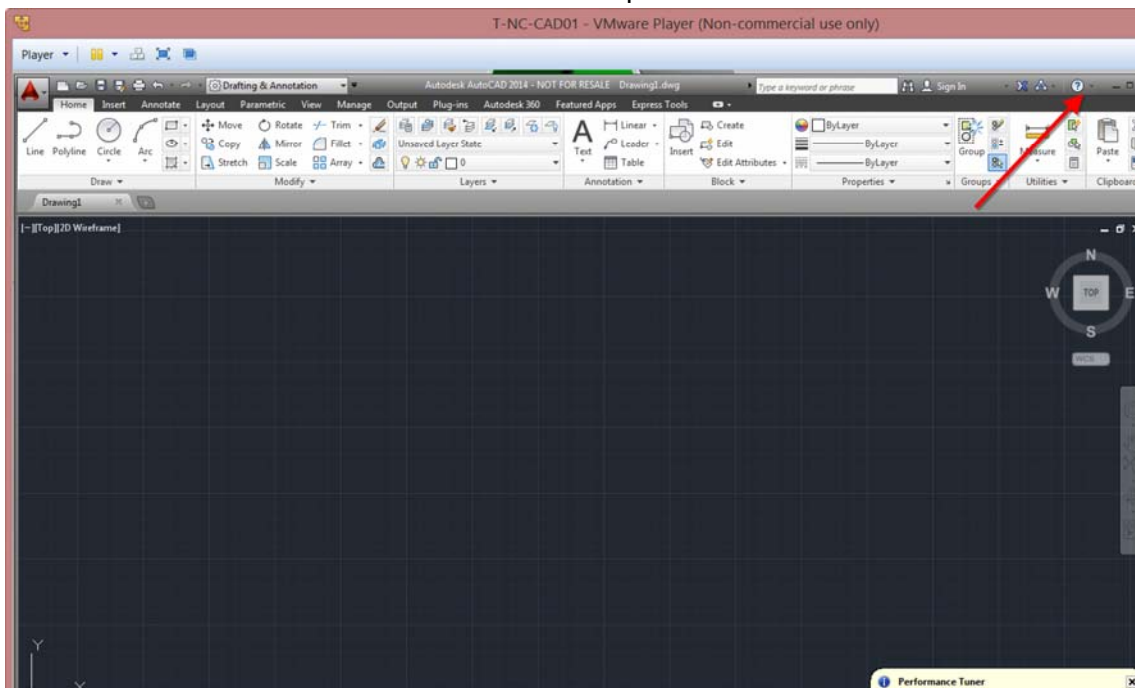 T-NC-CAD01 - VMware Player (Non-commercial use only)
Player
Drafting & Annotation
Autodesk AutoCAD 2014 - NOT FOR RESALE Drawing1.dwg
Type a keyword or phrase
Sign In
Home Insert Annotate Layout Parametric View Manage Output Plug-ins Autodesk 360 Featured Apps Express Tools
Move Rotate Trim
Unsaved Layer State
Linear
Create
ByLayer
Line Polyline Circle Arc
Copy Mirror Fillet
Text
Leader
Insert
Edit
ByLayer
Group
Measure
Paste
Stretch Scale Array
0
Table
Edit Attributes
ByLayer
Draw Modify Layers Annotation Block Properties Groups Utilities
Drawing1
[-][Top][2D Wireframe]
N
W TOP E
S
WCS
Y
X
Performance Tuner